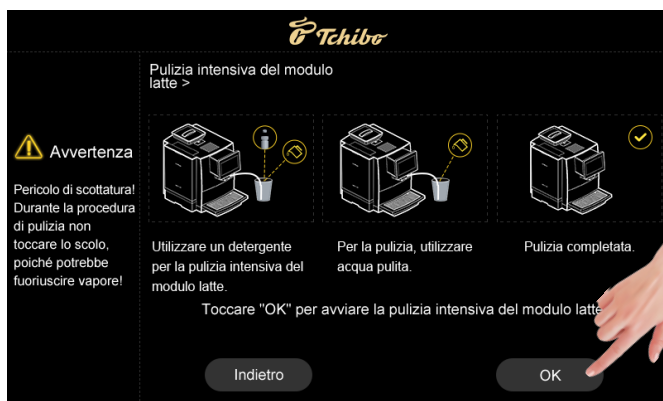 Tchibo
Pulizia intensiva del modulo
latte >
Avvertenza
Pericolo di scottatura!
Durante la procedura
di pulizia non
toccare lo scolo,
poiché potrebbe
fuoriuscire vapore!
Utilizzare un detergente
per la pulizia intensiva del
modulo latte.
Per la pulizia, utilizzare
acqua pulita.
Pulizia completata.
Toccare "OK" per avviare la pulizia intensiva del modulo latte
Indietro
OK